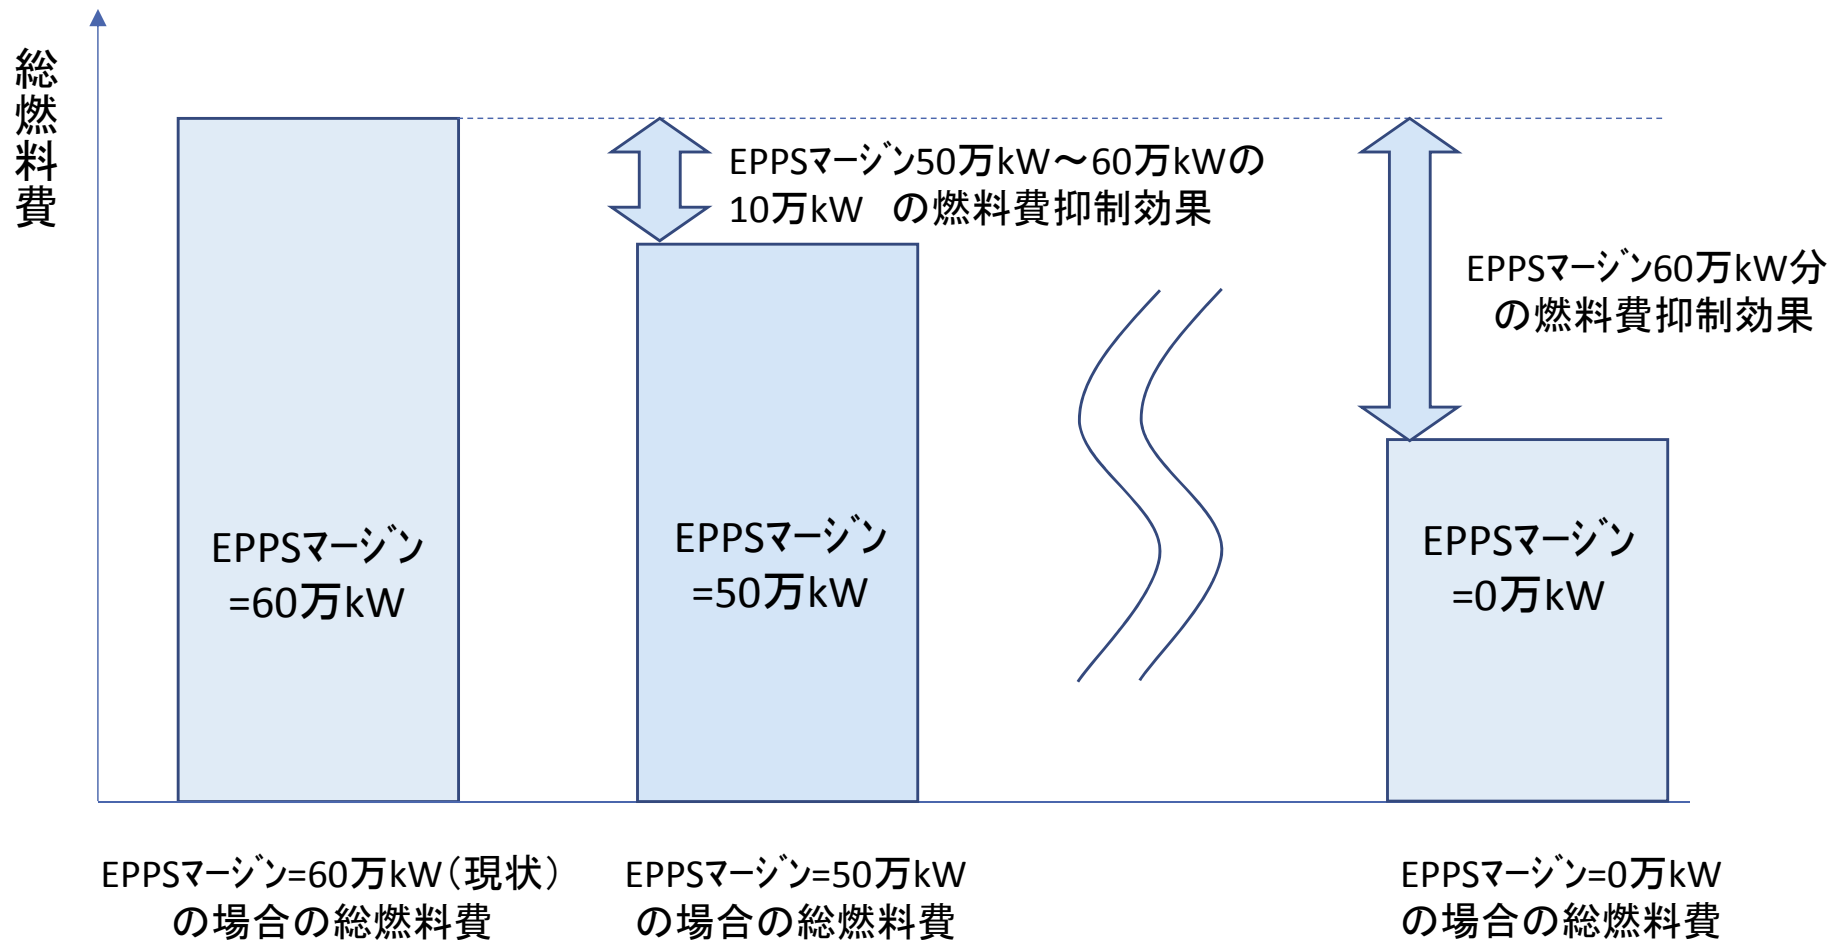 総燃料費
EPPSﾏｰｼﾞﾝ50万kW～60万kWの
10万kW　の燃料費抑制効果
EPPSﾏｰｼﾞﾝ60万kW分
の燃料費抑制効果
EPPSﾏｰｼﾞﾝ
=60万kW
EPPSﾏｰｼﾞﾝ
=50万kW
EPPSﾏｰｼﾞﾝ
=0万kW
EPPSﾏｰｼﾞﾝ=60万kW（現状）
の場合の総燃料費
EPPSﾏｰｼﾞﾝ=50万kW
の場合の総燃料費
EPPSﾏｰｼﾞﾝ=0万kW
の場合の総燃料費